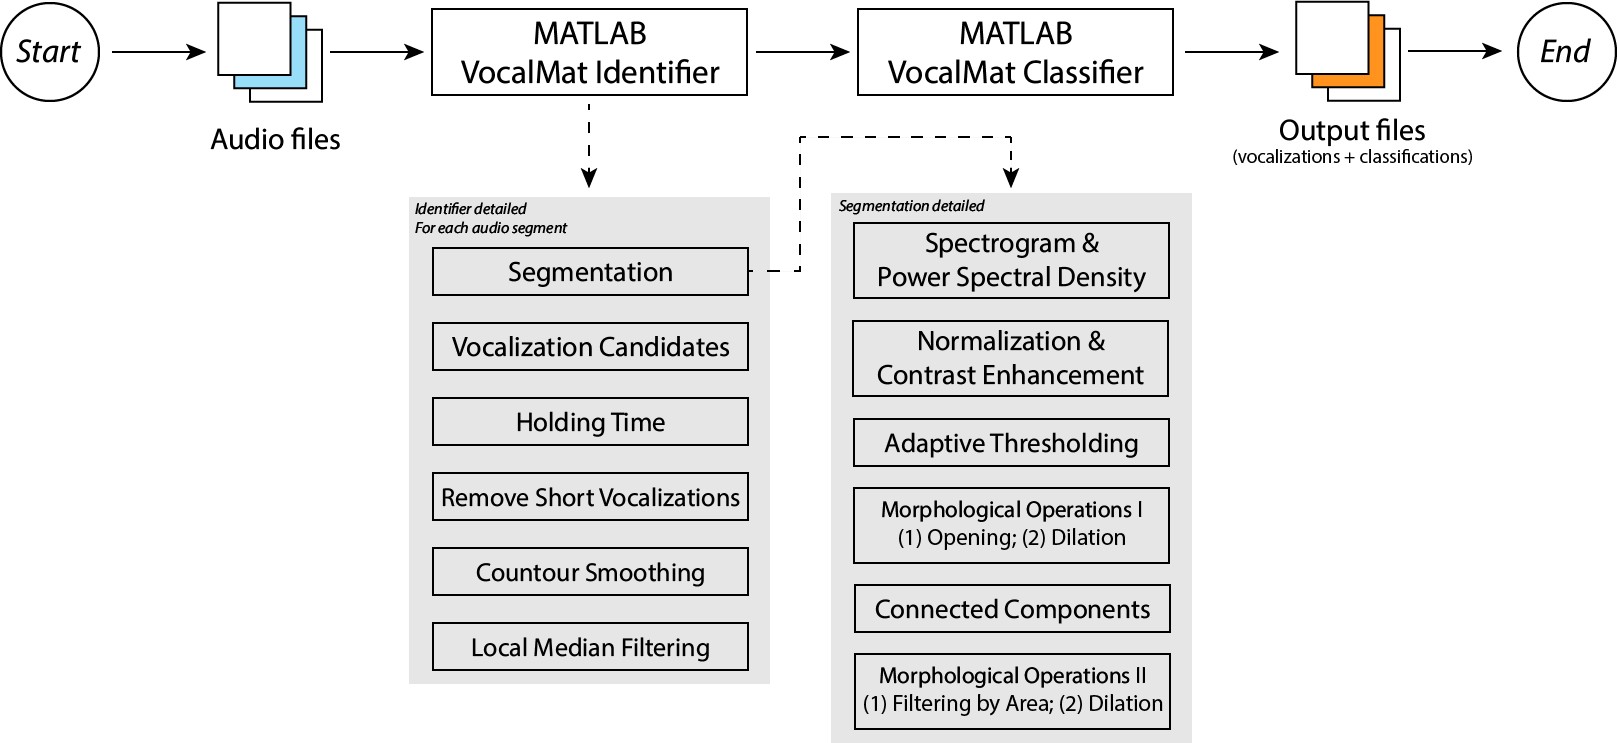 Start
Audio files
MATLAB
VocalMat Identifier
MATLAB
VocalMat Classifier
Output files
(vocalizations + classifications)
End
Identifier detailed
For each audio segment
Segmentation
Vocalization Candidates
Holding Time
Remove Short Vocalizations
Countour Smoothing
Local Median Filtering
Segmentation detailed
Spectrogram &
Power Spectral Density
Normalization &
Contrast Enhancement
Adaptive Thresholding
Morphological Operations I
(1) Opening; (2) Dilation
Connected Components
Morphological Operations II
(1) Filtering by Area; (2) Dilation